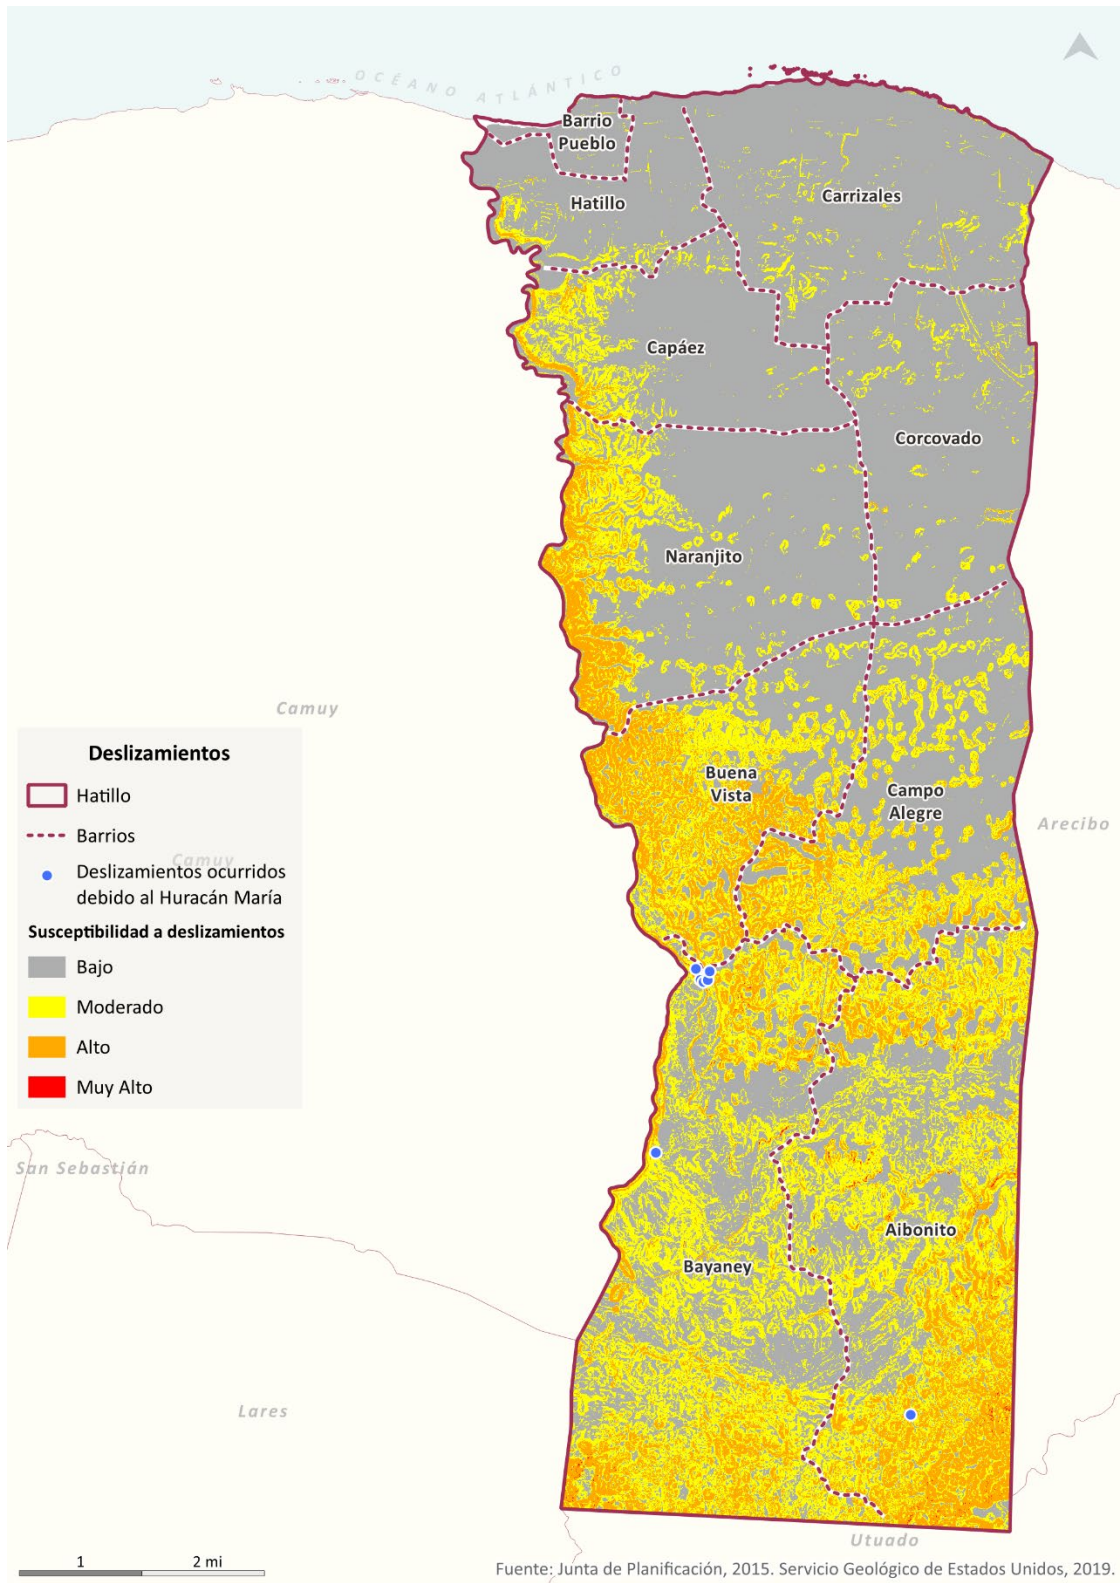 OCÉANO ATLÁNTICO
Barrio
Pueblo
Hatillo
Carrizales
Capáez
Corcovado
Naranjito
Camuy
Deslizamientos
Hatillo
Barrios
Camuy
Deslizamientos ocurridos
debido al Huracán María
Susceptibilidad a deslizamientos
Bajo
Moderado
Alto
Muy Alto
Buena
Vista
Campo
Alegre
Arecibo
San Sebastián
Aibonito
Bayaney
Lares
Utuado
1 2 mi
Fuente: Junta de Planificación, 2015. Servicio Geológico de Estados Unidos, 2019.